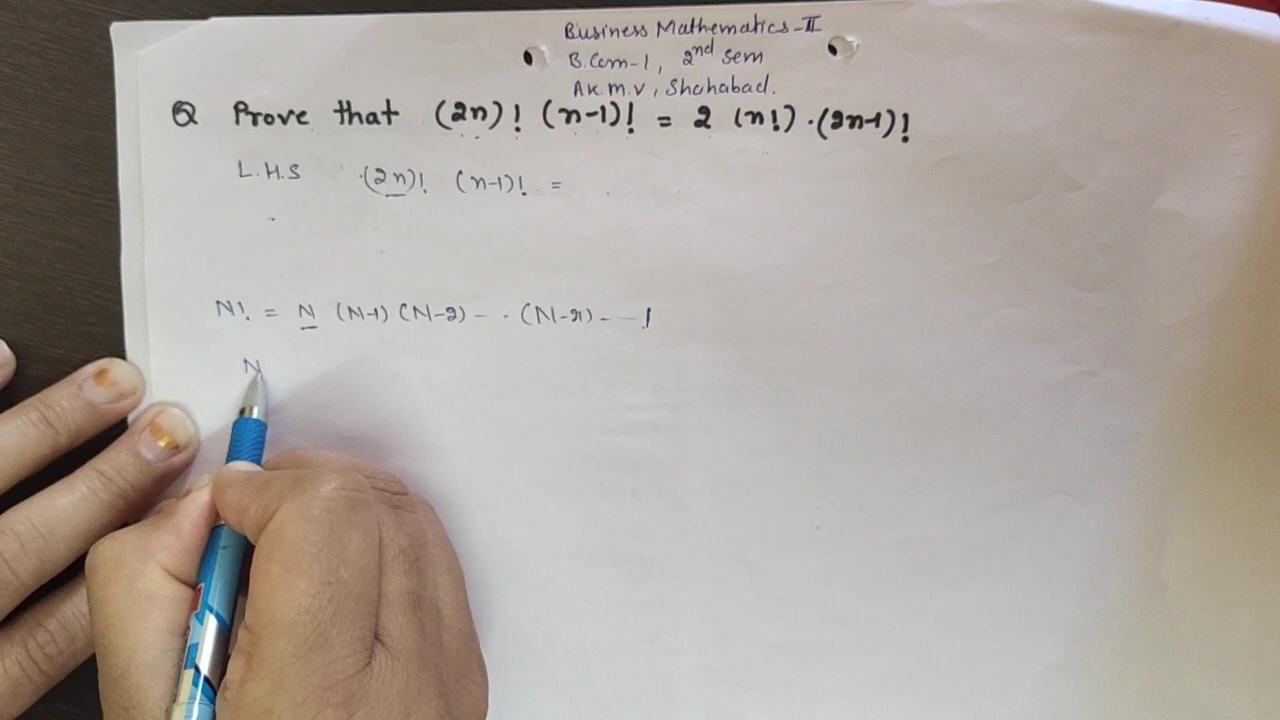 Business Mathematics-II
B.Com-1, 2nd sem
A.K.M.V, Shahabad.
Q Prove that (2n)! (n-1)! = 2 (n!) . (2n-1)!
L.H.S (2n)! (n-1)! =
N! = N (N-1) (N-2) - . (N-r) - - !
N